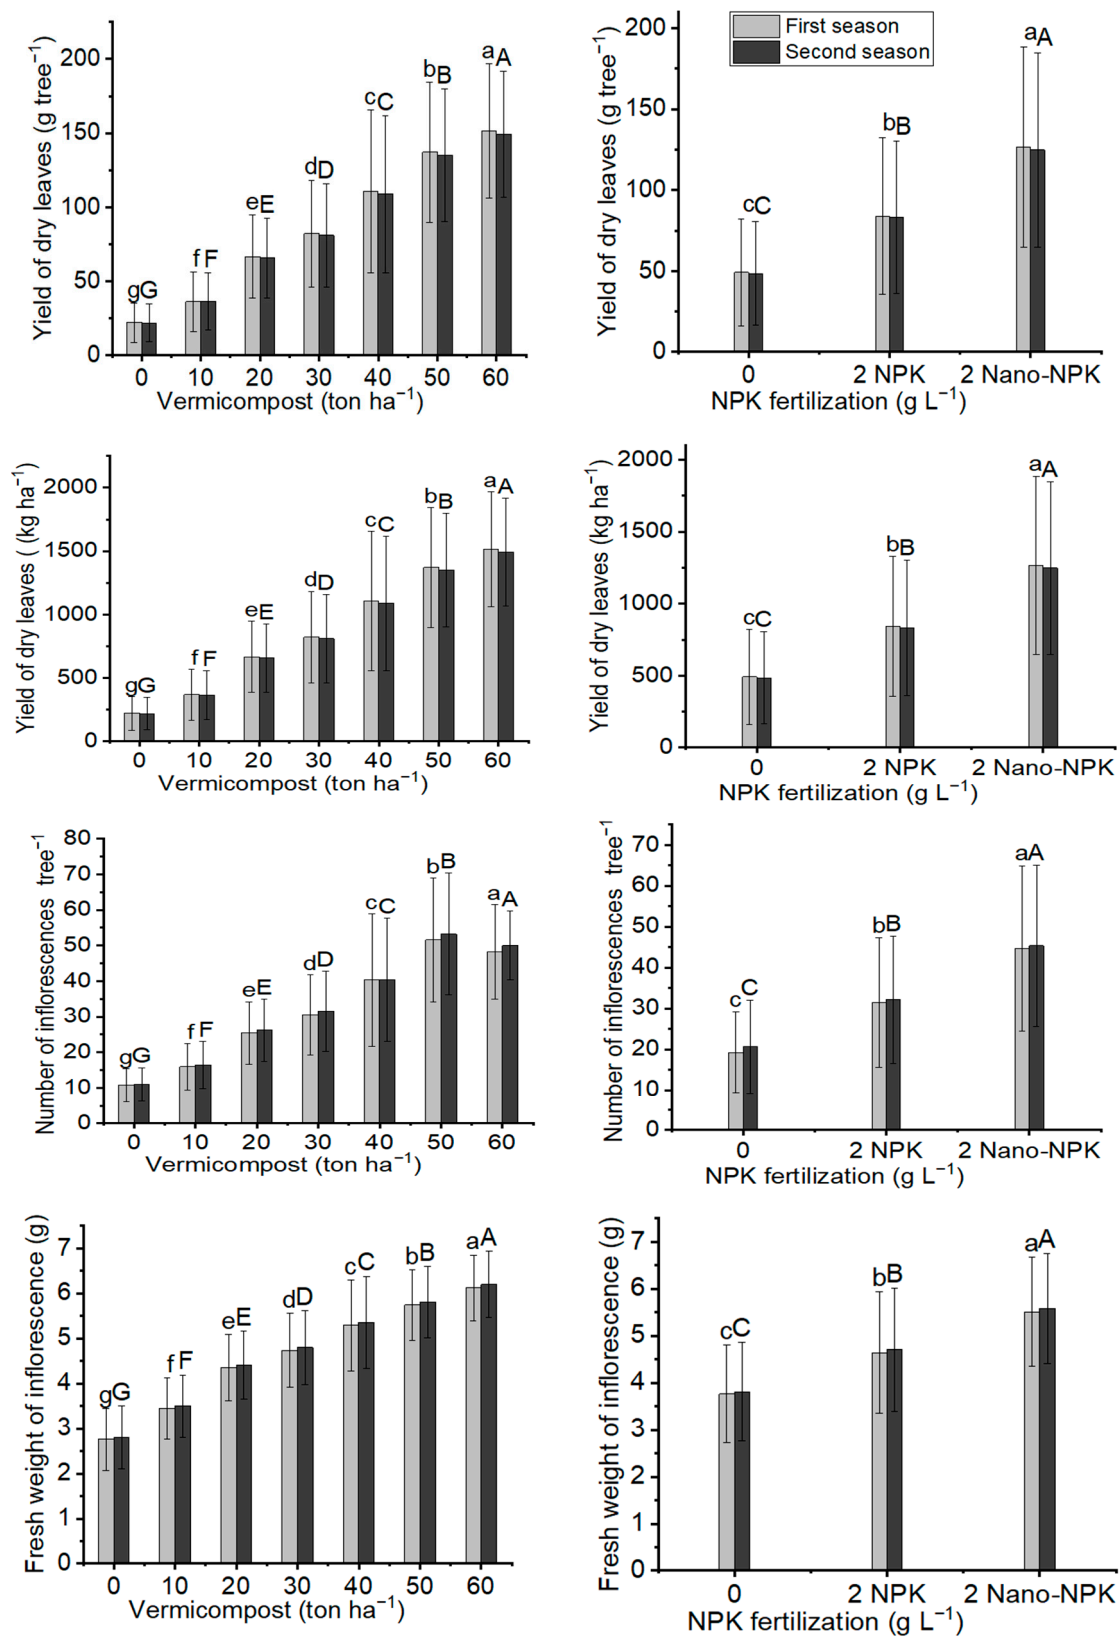 Yield of dry leaves (g tree⁻¹)
200
150
100
50
0
gG
f F
eE
dD
cC
bB
aA
0 10 20 30 40 50 60
Vermicompost (ton ha⁻¹)
First season
Second season
Yield of dry leaves (g tree⁻¹)
200
150
100
50
0
cC
bB
aA
0 2 NPK 2 Nano-NPK
NPK fertilization (g L⁻¹)
Yield of dry leaves ( (kg ha⁻¹)
2000
1500
1000
500
0
gG
f F
eE
dD
cC
bB
aA
0 10 20 30 40 50 60
Vermicompost (ton ha⁻¹)
Yield of dry leaves (kg ha⁻¹)
2000
1500
1000
500
0
cC
bB
aA
0 2 NPK 2 Nano-NPK
NPK fertilization (g L⁻¹)
Number of inflorescences tree⁻¹
80
70
60
50
40
30
20
10
0
gG
f F
eE
dD
cC
bB
aA
0 10 20 30 40 50 60
Vermicompost (ton ha⁻¹)
Number of inflorescences tree⁻¹
70
60
50
40
30
20
10
0
c C
bB
aA
0 2 NPK 2 Nano-NPK
NPK fertilization (g L⁻¹)
Fresh weight of inflorescence (g)
7
6
5
4
3
2
1
0
gG
f F
eE
dD
cC
bB
aA
0 10 20 30 40 50 60
Vermicompost (ton ha⁻¹)
Fresh weight of inflorescence (g)
7
6
5
4
3
2
1
0
cC
bB
aA
0 2 NPK 2 Nano-NPK
NPK fertilization (g L⁻¹)